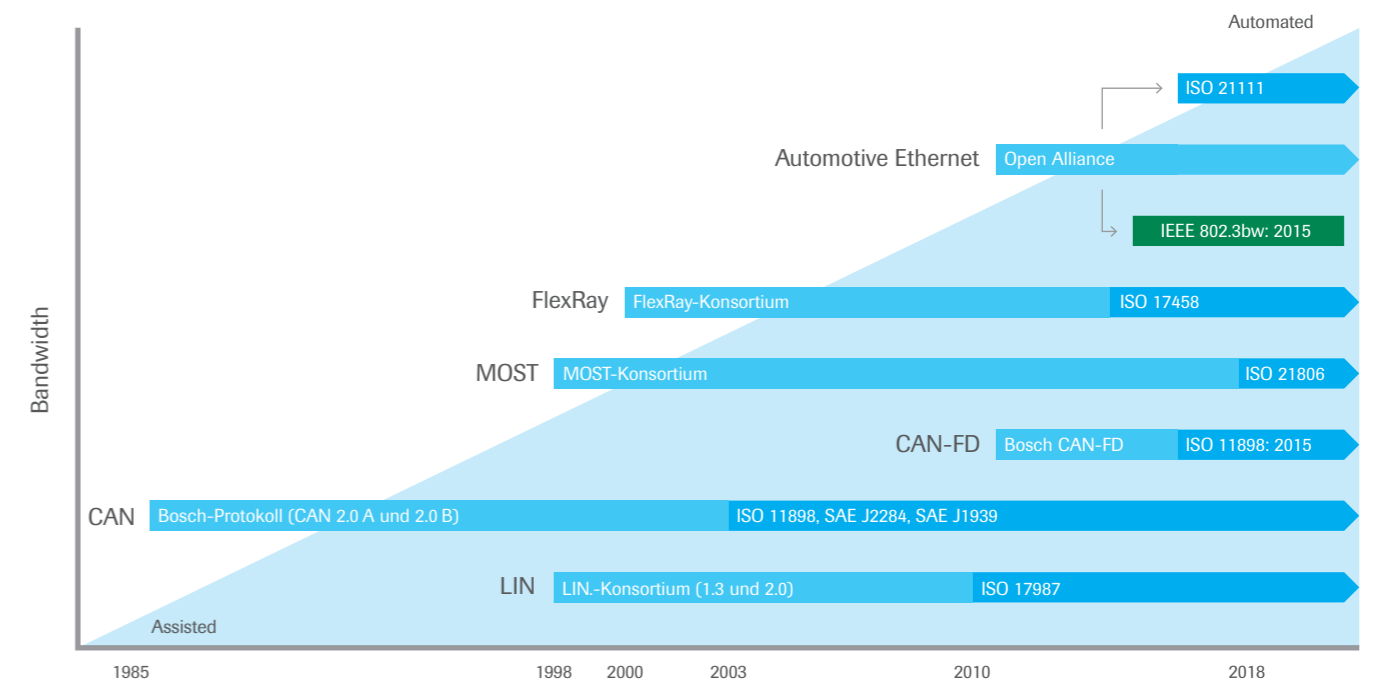 Automated
ISO 21111
Automotive Ethernet
Open Alliance
IEEE 802.3bw: 2015
FlexRay
FlexRay-Konsortium
ISO 17458
MOST
MOST-Konsortium
ISO 21806
CAN-FD
Bosch CAN-FD
ISO 11898: 2015
CAN
Bosch-Protokoll (CAN 2.0 A und 2.0 B)
ISO 11898, SAE J2284, SAE J1939
LIN
LIN.-Konsortium (1.3 und 2.0)
ISO 17987
Assisted
Bandwidth
1985
1998
2000
2003
2010
2018